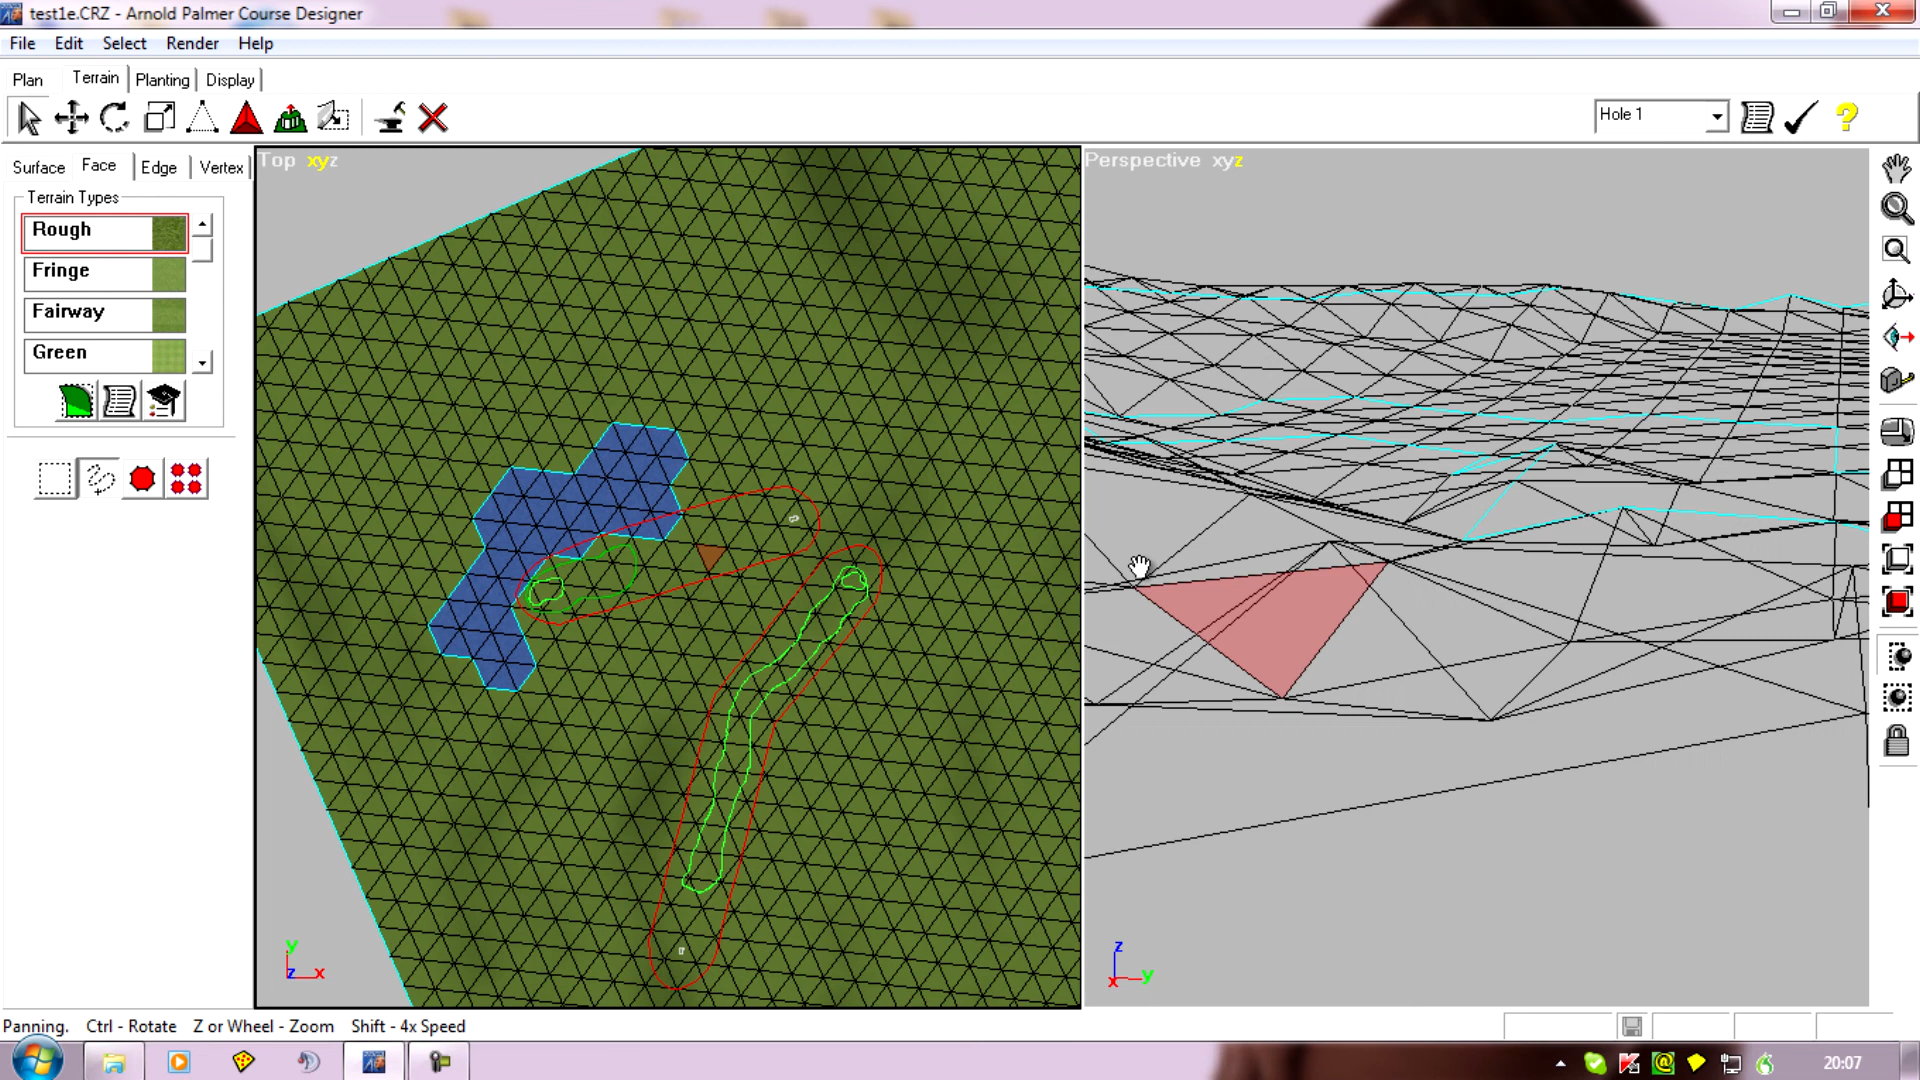 test1e.CRZ - Arnold Palmer Course Designer
File Edit Select Render Help
Plan Terrain Planting Display
Hole 1
Surface Face Edge Vertex
Terrain Types
Rough
Fringe
Fairway
Green
Top xyz
Perspective xyz
y
z x
z
x y
Panning. Ctrl - Rotate Z or Wheel - Zoom Shift - 4x Speed
20:07